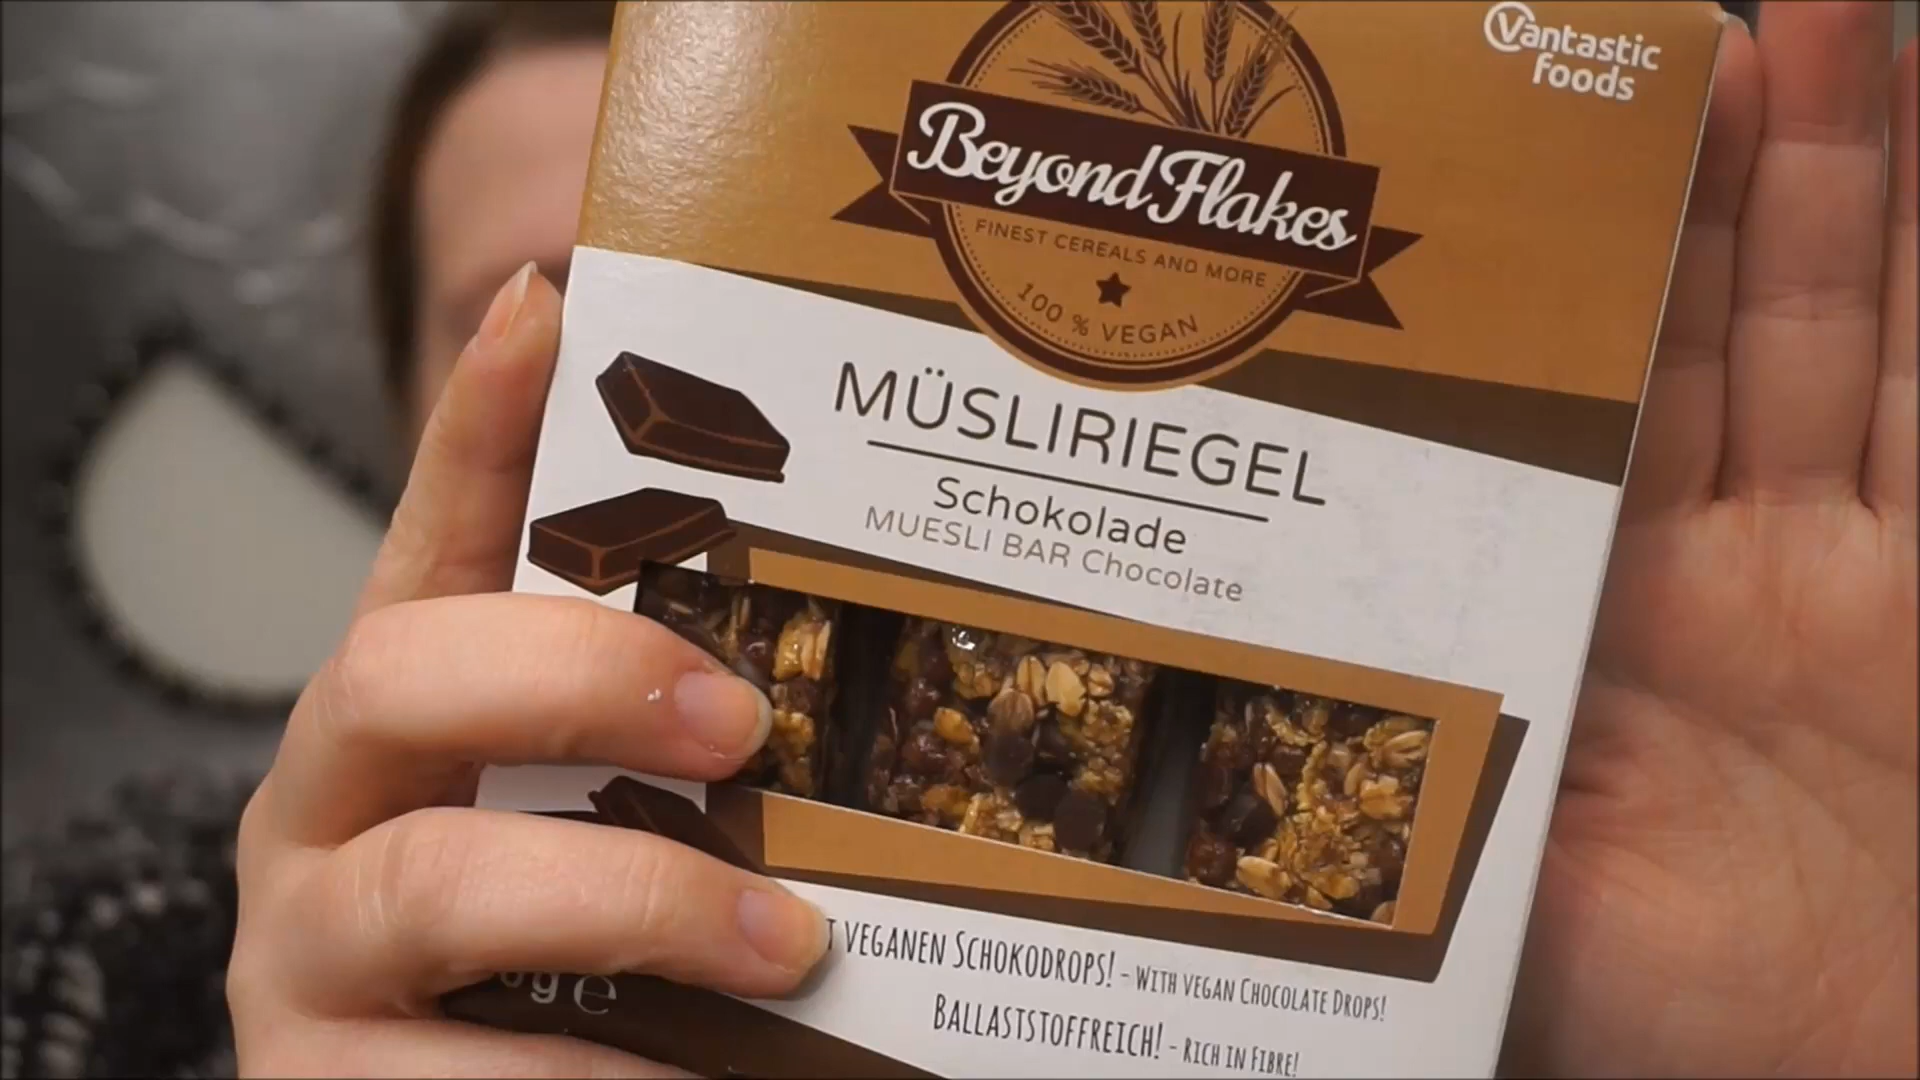 Vantastic
foods
BeyondFlakes
FINEST CEREALS AND MORE
100 % VEGAN
MÜSLIRIEGEL
Schokolade
MUESLI BAR Chocolate
VEGANEN SCHOKODROPS! - WITH VEGAN CHOCOLATE DROPS!
BALLASTSTOFFREICH! - RICH IN FIBRE!
g e